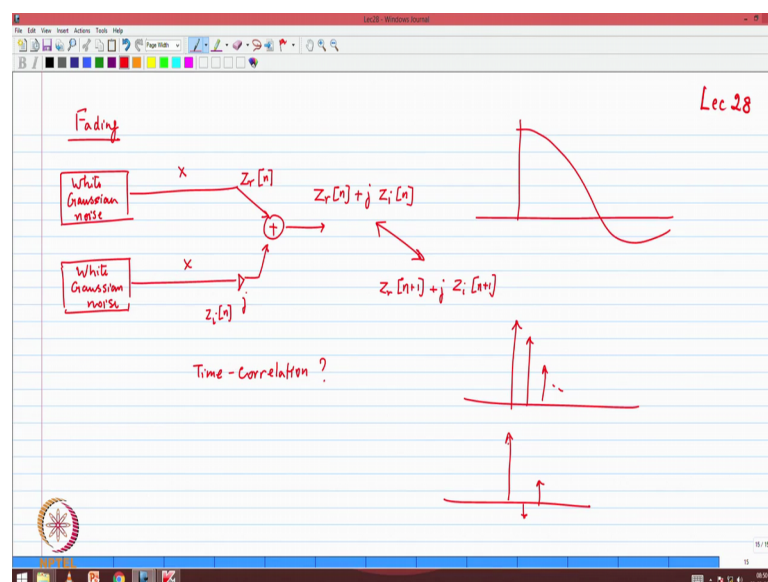 Lec28 - Windows Journal
File Edit View Insert Actions Tools Help
Page Width
B I
Lec 28
Fading
White Gaussian noise
x
Zr[n]
+
Zr[n] + j Zi[n]
White Gaussian noise
x
j
Zi[n]
Zr[n+1] + j Zi[n+1]
Time-Correlation ?
NPTEL
15